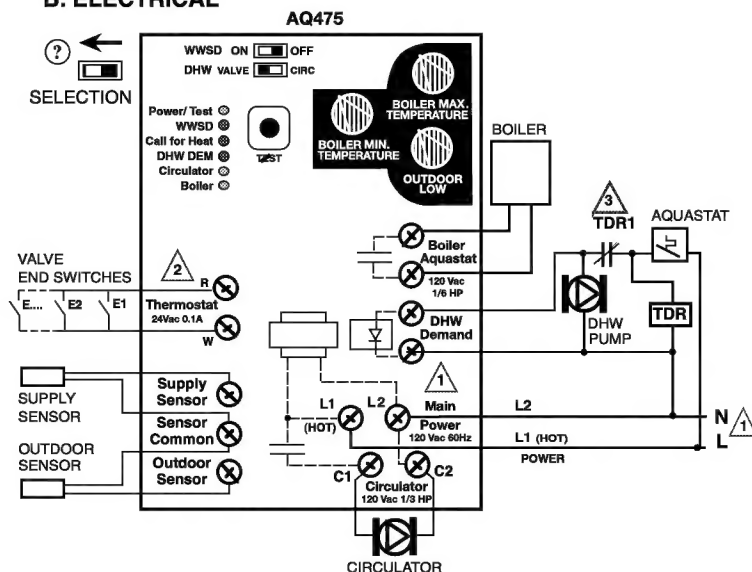 B. ELECTRICAL
AQ475
?
SELECTION
WWSD ON OFF
DHW VALVE CIRC
Power/ Test
WWSD
Call for Heat
DHW DEM
Circulator
Boiler
TEST
BOILER MAX.
TEMPERATURE
BOILER MIN.
TEMPERATURE
OUTDOOR
LOW
BOILER
3
TDR1
AQUASTAT
Boiler
Aquastat
120 Vac
1/6 HP
VALVE
END SWITCHES
E.... E2 E1
2
R
Thermostat
24Vac 0.1A
W
DHW
Demand
DHW
PUMP
TDR
SUPPLY
SENSOR
OUTDOOR
SENSOR
Supply
Sensor
Sensor
Common
Outdoor
Sensor
1
L1
(HOT)
L2
Main
Power
120 Vac 60Hz
L2
L1 (HOT)
POWER
N
L
1
C1
C2
Circulator
120 Vac 1/3 HP
CIRCULATOR